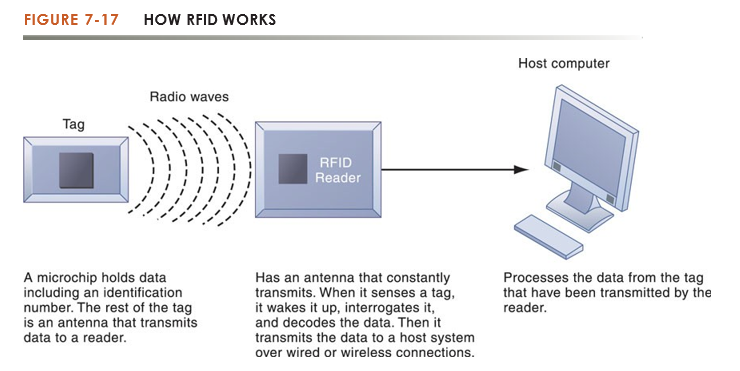 FIGURE 7-17 HOW RFID WORKS
Host computer
Radio waves
Tag
RFID
Reader
A microchip holds data
including an identification
number. The rest of the tag
is an antenna that transmits
data to a reader.
Has an antenna that constantly
transmits. When it senses a tag,
it wakes it up, interrogates it,
and decodes the data. Then it
transmits the data to a host system
over wired or wireless connections.
Processes the data from the tag
that have been transmitted by the
reader.